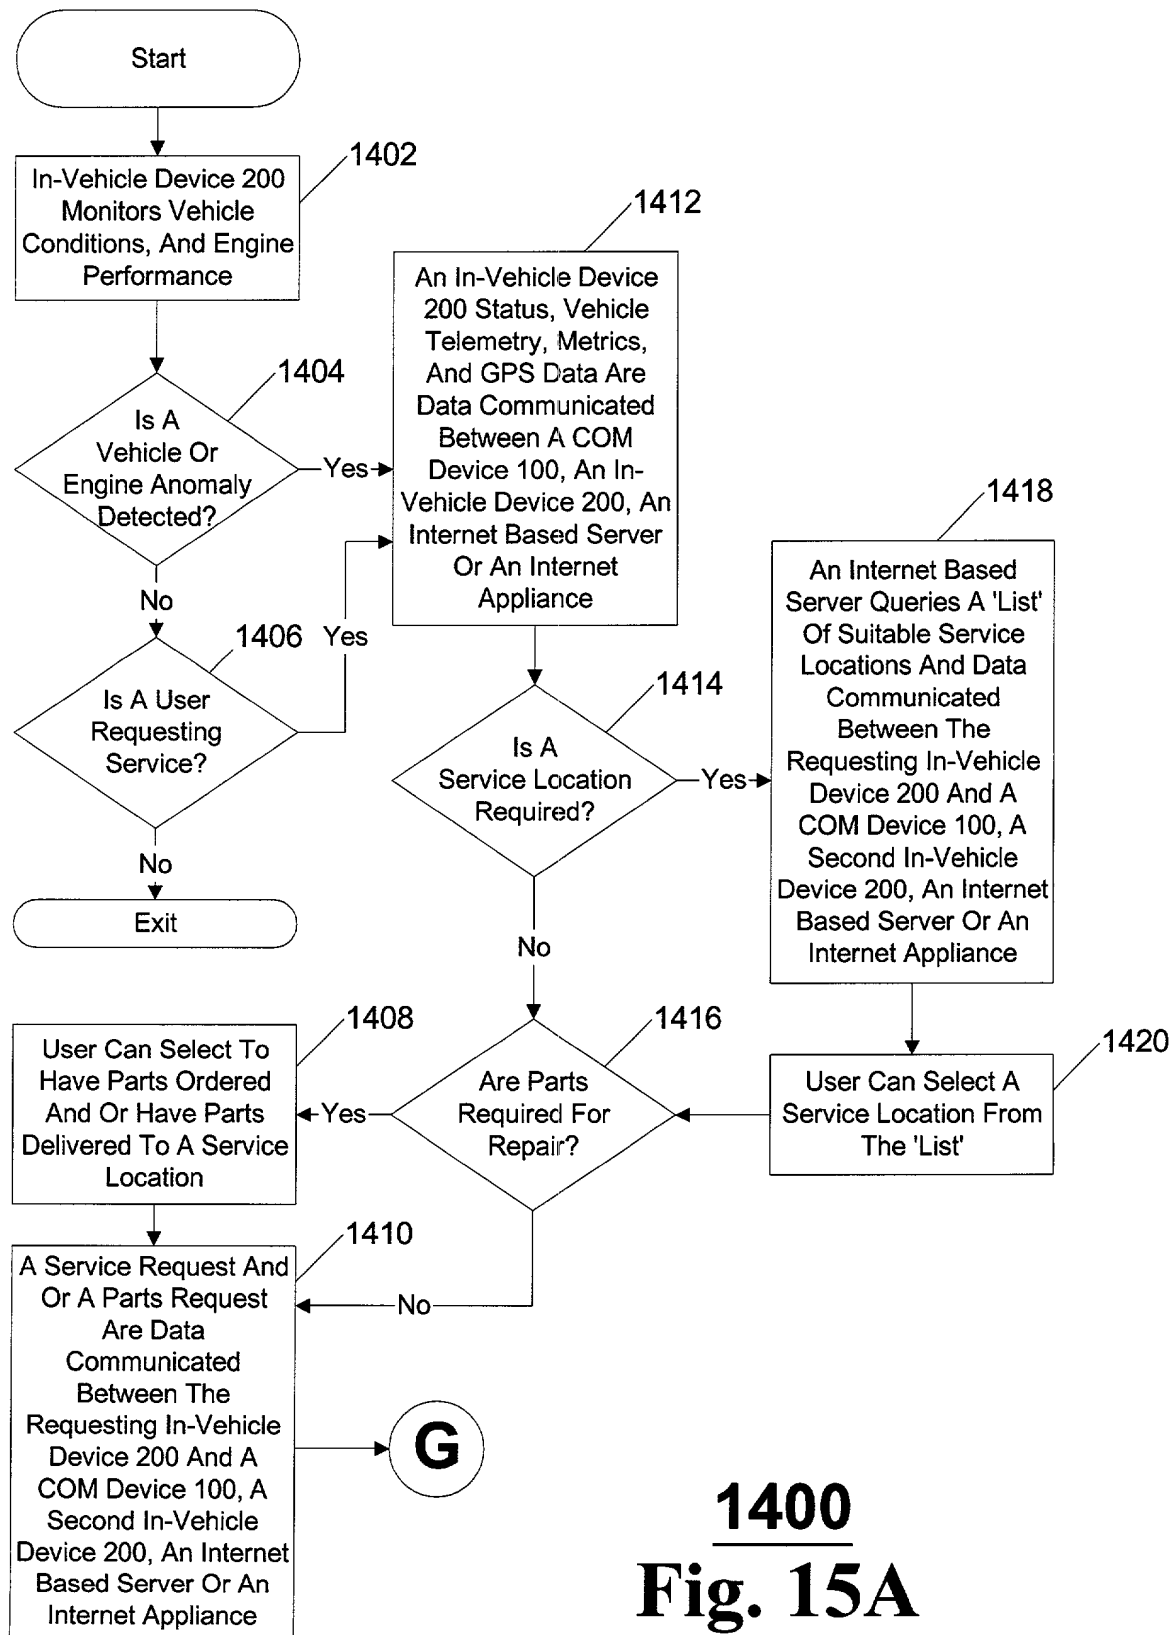 Start
1402
In-Vehicle Device 200
Monitors Vehicle
Conditions, And Engine
Performance
1404
Is A
Vehicle Or
Engine Anomaly
Detected?
Yes
No
1406
Is A User
Requesting
Service?
Yes
No
Exit
1412
An In-Vehicle Device
200 Status, Vehicle
Telemetry, Metrics,
And GPS Data Are
Data Communicated
Between A COM
Device 100, An In-
Vehicle Device 200, An
Internet Based Server
Or An Internet
Appliance
1414
Is A
Service Location
Required?
Yes
No
1418
An Internet Based
Server Queries A 'List'
Of Suitable Service
Locations And Data
Communicated
Between The
Requesting In-Vehicle
Device 200 And A
COM Device 100, A
Second In-Vehicle
Device 200, An Internet
Based Server Or An
Internet Appliance
1420
User Can Select A
Service Location From
The 'List'
1416
Are Parts
Required For
Repair?
Yes
No
1408
User Can Select To
Have Parts Ordered
And Or Have Parts
Delivered To A Service
Location
1410
A Service Request And
Or A Parts Request
Are Data
Communicated
Between The
Requesting In-Vehicle
Device 200 And A
COM Device 100, A
Second In-Vehicle
Device 200, An Internet
Based Server Or An
Internet Appliance
G
1400
Fig. 15A